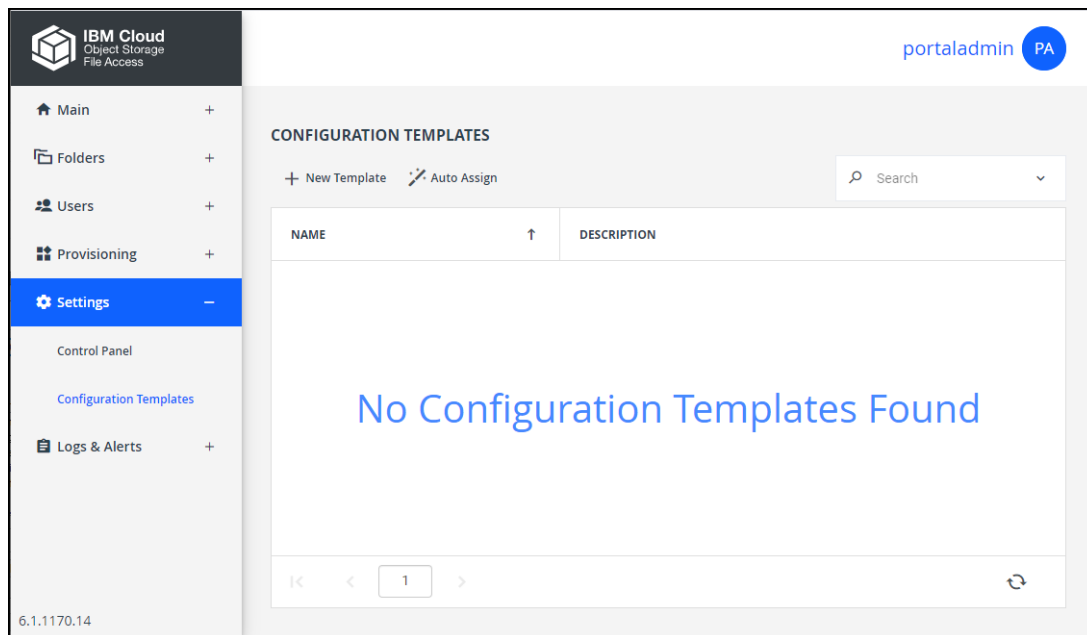 IBM Cloud
Object Storage
File Access
portaladmin PA
Main
Folders
Users
Provisioning
Settings
Control Panel
Configuration Templates
Logs & Alerts
6.1.1170.14
CONFIGURATION TEMPLATES
New Template Auto Assign Search
NAME DESCRIPTION
No Configuration Templates Found
1